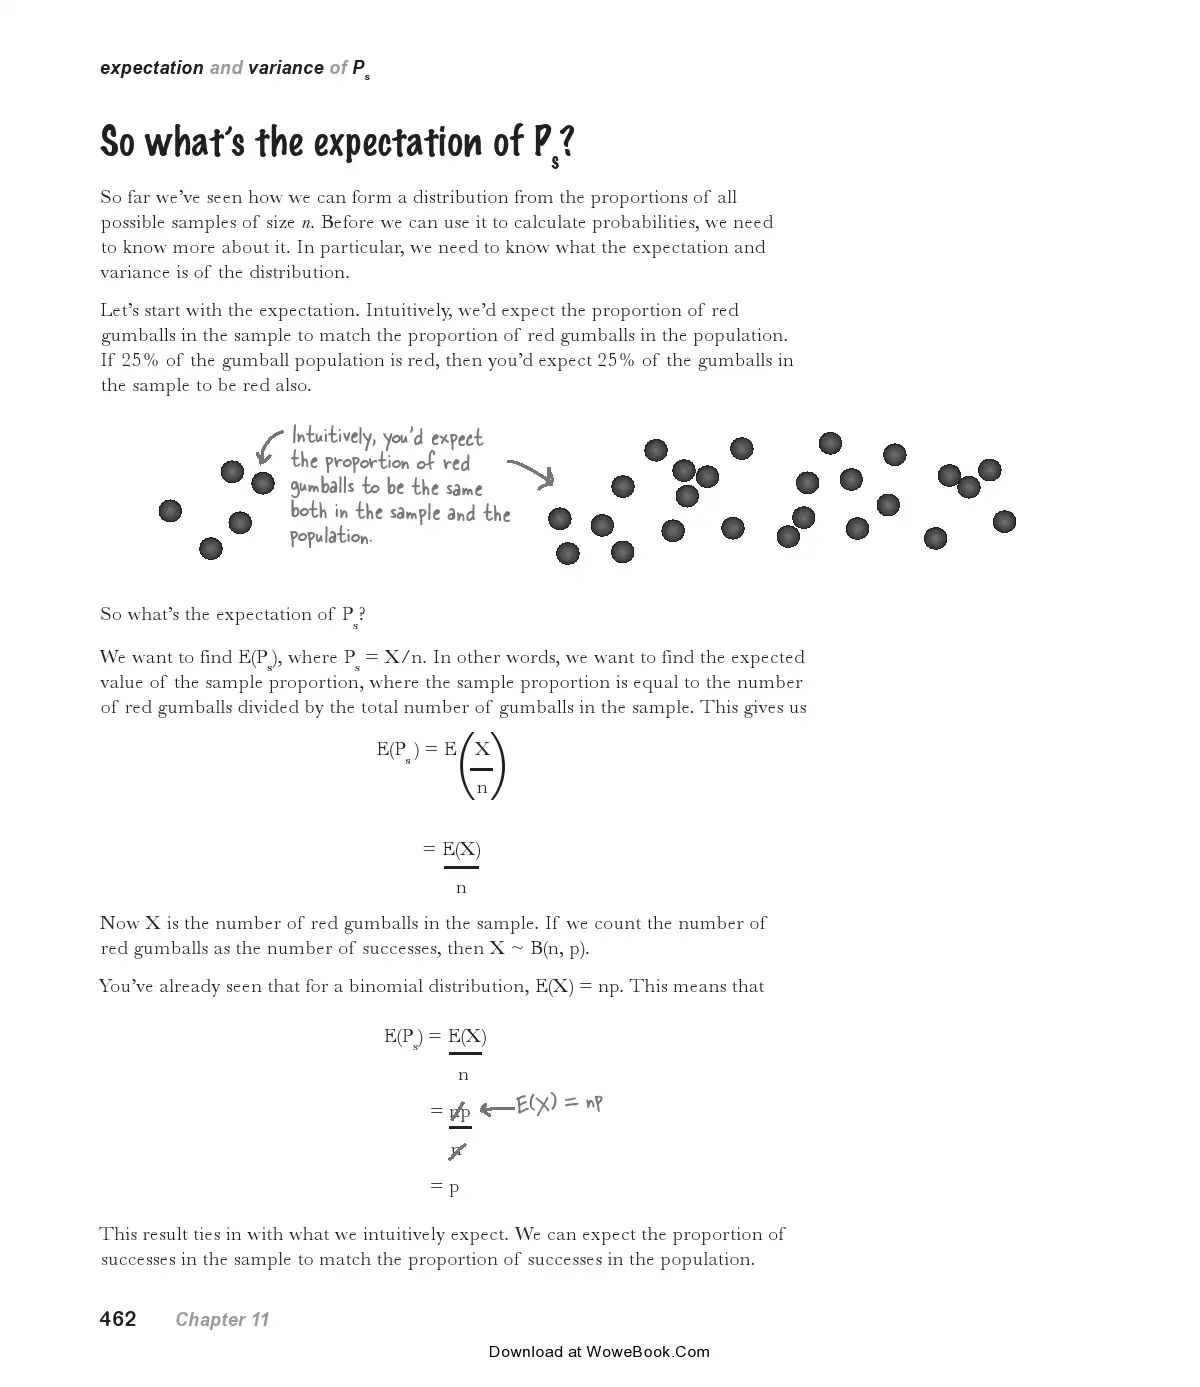 expectation and variance of Ps
So what's the expectation of Ps?
So far we've seen how we can form a distribution from the proportions of all
possible samples of size n. Before we can use it to calculate probabilities, we need
to know more about it. In particular, we need to know what the expectation and
variance is of the distribution.
Let's start with the expectation. Intuitively, we'd expect the proportion of red
gumballs in the sample to match the proportion of red gumballs in the population.
If 25% of the gumball population is red, then you'd expect 25% of the gumballs in
the sample to be red also.
Intuitively, you'd expect
the proportion of red
gumballs to be the same
both in the sample and the
population.
So what's the expectation of Ps?
We want to find E(Ps), where Ps = X/n. In other words, we want to find the expected
value of the sample proportion, where the sample proportion is equal to the number
of red gumballs divided by the total number of gumballs in the sample. This gives us
E(Ps) = E(X
n)
= E(X)
n
Now X is the number of red gumballs in the sample. If we count the number of
red gumballs as the number of successes, then X ~ B(n, p).
You've already seen that for a binomial distribution, E(X) = np. This means that
E(Ps) = E(X)
n
= np E(X) = np
n
= p
This result ties in with what we intuitively expect. We can expect the proportion of
successes in the sample to match the proportion of successes in the population.
462 Chapter 11
Download at WoweBook.Com